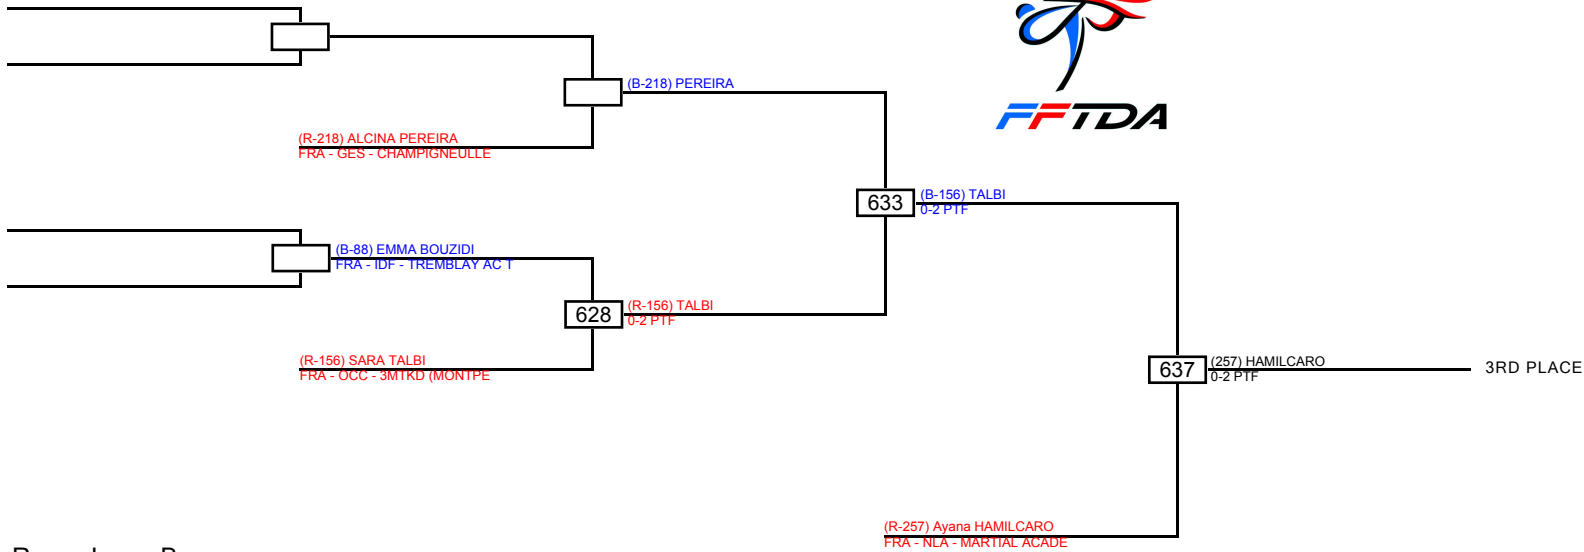 FFTDA
(B-218) PEREIRA
(R-218) ALCINA PEREIRA
FRA - GES - CHAMPIGNEULLE
633
(B-156) TALBI
0-2 PTF
(B-88) EMMA BOUZIDI
FRA - IDF - TREMBLAY AC T
628
(R-156) TALBI
0-2 PTF
(R-156) SARA TALBI
FRA - OCC - 3MTKD (MONTPE
637
(257) HAMILCARO
0-2 PTF
3RD PLACE
(R-257) Ayana HAMILCARO
FRA - NLA - MARTIAL ACADE